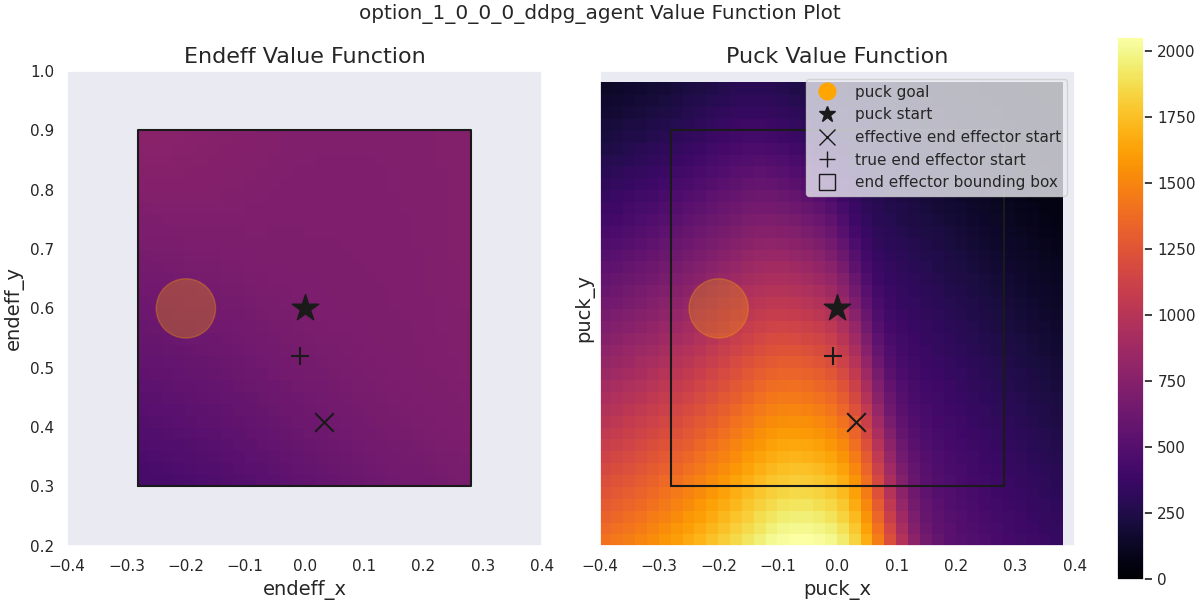 option_1_0_0_0_ddpg_agent Value Function Plot
Endeff Value Function
Puck Value Function
puck goal
puck start
effective end effector start
true end effector start
end effector bounding box
1.0
0.9
0.8
0.7
0.6
0.5
0.4
0.3
0.2
endeff_y
−0.4 −0.3 −0.2 −0.1 0.0 0.1 0.2 0.3 0.4
endeff_x
puck_y
−0.4 −0.3 −0.2 −0.1 0.0 0.1 0.2 0.3 0.4
puck_x
2000
1750
1500
1250
1000
750
500
250
0